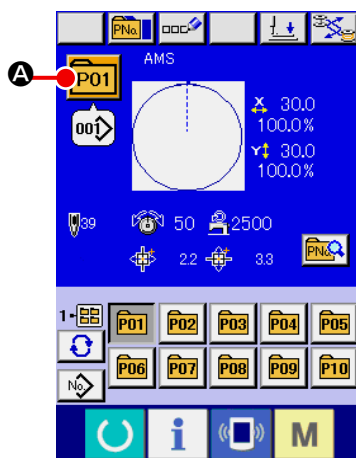 PNo.
AMS
A
P01
001
X 30.0
100.0%
Y 30.0
100.0%
39
50
2500
2.2
3.3
PNo.
1-
P01 P02 P03 P04 P05
No.
P06 P07 P08 P09 P10
i
M